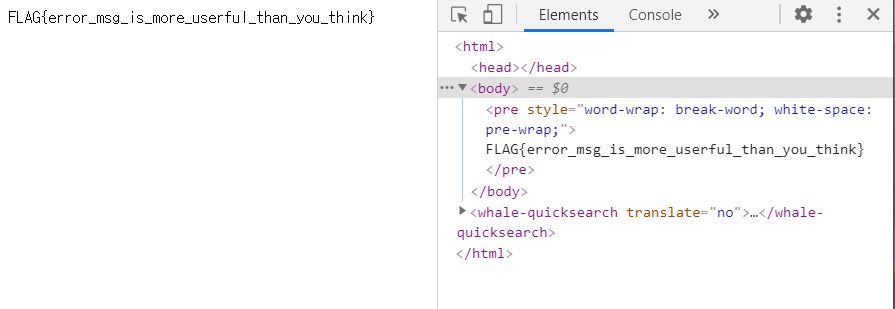 FLAG{error_msg_is_more_userful_than_you_think}
Elements Console »
<html>
<head></head>
··· ▼<body> == $0
<pre style="word-wrap: break-word; white-space:
pre-wrap;">
FLAG{error_msg_is_more_userful_than_you_think}
</pre>
</body>
▶<whale-quicksearch translate="no">…</whale-
quicksearch>
</html>